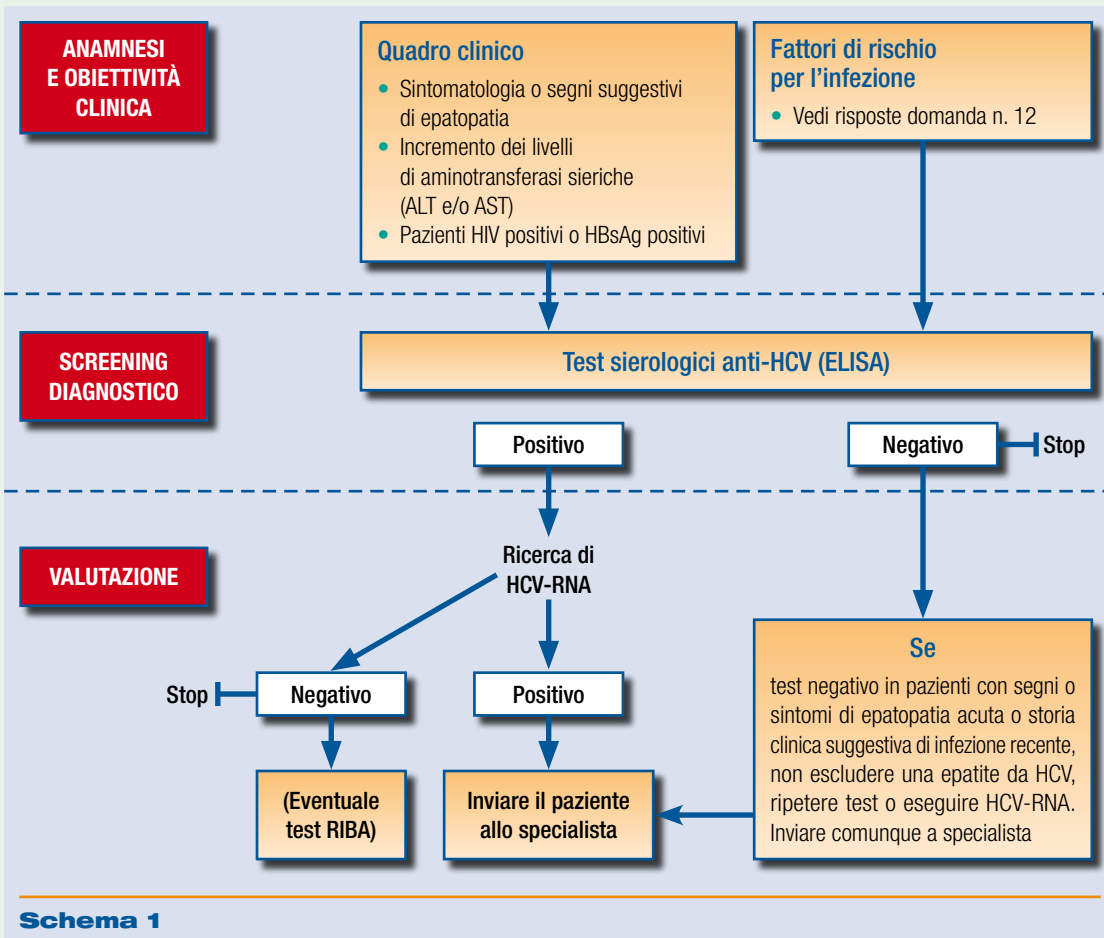 ANAMNESI
E OBIETTIVITÀ
CLINICA
Quadro clinico
• Sintomatologia o segni suggestivi
di epatopatia
• Incremento dei livelli
di aminotransferasi sieriche
(ALT e/o AST)
• Pazienti HIV positivi o HBsAg positivi
Fattori di rischio
per l'infezione
• Vedi risposte domanda n. 12
SCREENING
DIAGNOSTICO
Test sierologici anti-HCV (ELISA)
Positivo
Negativo
Stop
VALUTAZIONE
Ricerca di
HCV-RNA
Stop
Negativo
Positivo
(Eventuale
test RIBA)
Inviare il paziente
allo specialista
Se
test negativo in pazienti con segni o
sintomi di epatopatia acuta o storia
clinica suggestiva di infezione recente,
non escludere una epatite da HCV,
ripetere test o eseguire HCV-RNA.
Inviare comunque a specialista
Schema 1